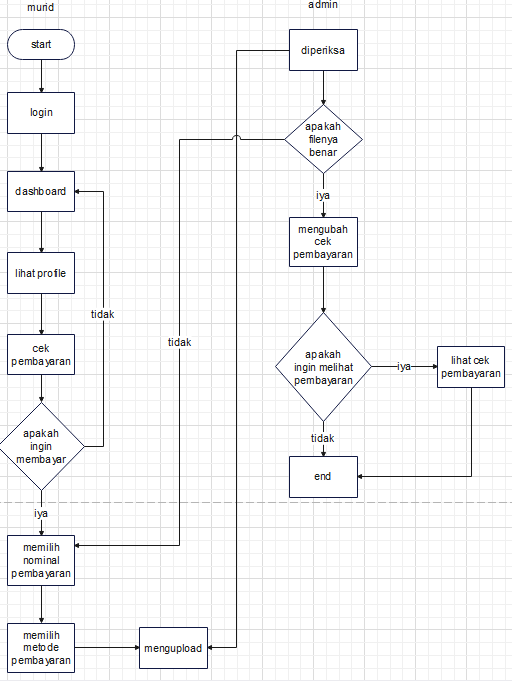 murid
start
login
dashboard
lihat profile
cek
pembayaran
apakah
ingin
membayar
tidak
iya
memilih
nominal
pembayaran
memilih
metode
pembayaran
mengupload
admin
diperiksa
apakah
filenya
benar
tidak
iya
mengubah
cek
pembayaran
apakah
ingin melihat
pembayaran
iya
lihat cek
pembayaran
tidak
end